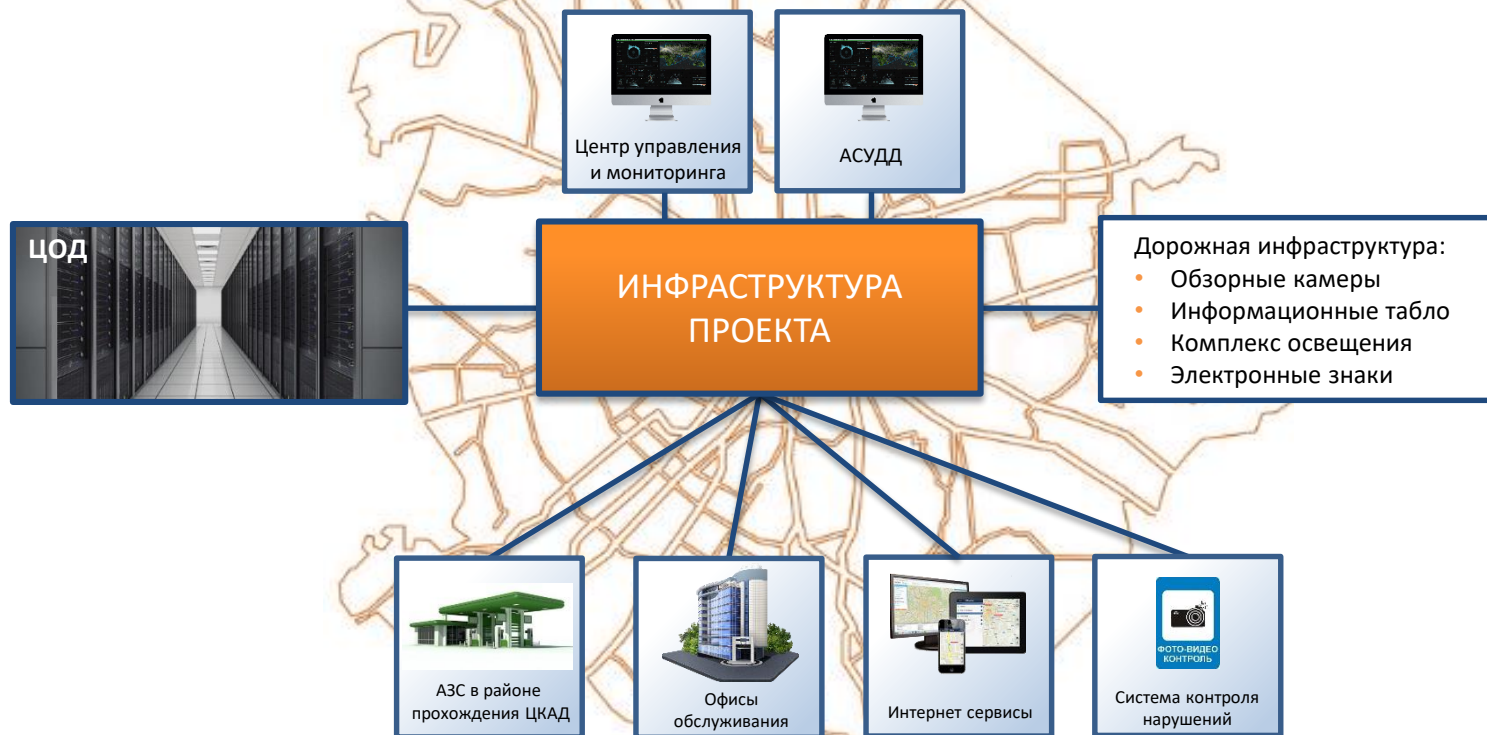 Центр управления
и мониторинга
АСУДД
ЦОД
ИНФРАСТРУКТУРА
ПРОЕКТА
Дорожная инфраструктура:
• Обзорные камеры
• Информационные табло
• Комплекс освещения
• Электронные знаки
АЗС в районе
прохождения ЦКАД
Офисы
обслуживания
Интернет сервисы
ФОТО-ВИДЕО
КОНТРОЛЬ
Система контроля
нарушений